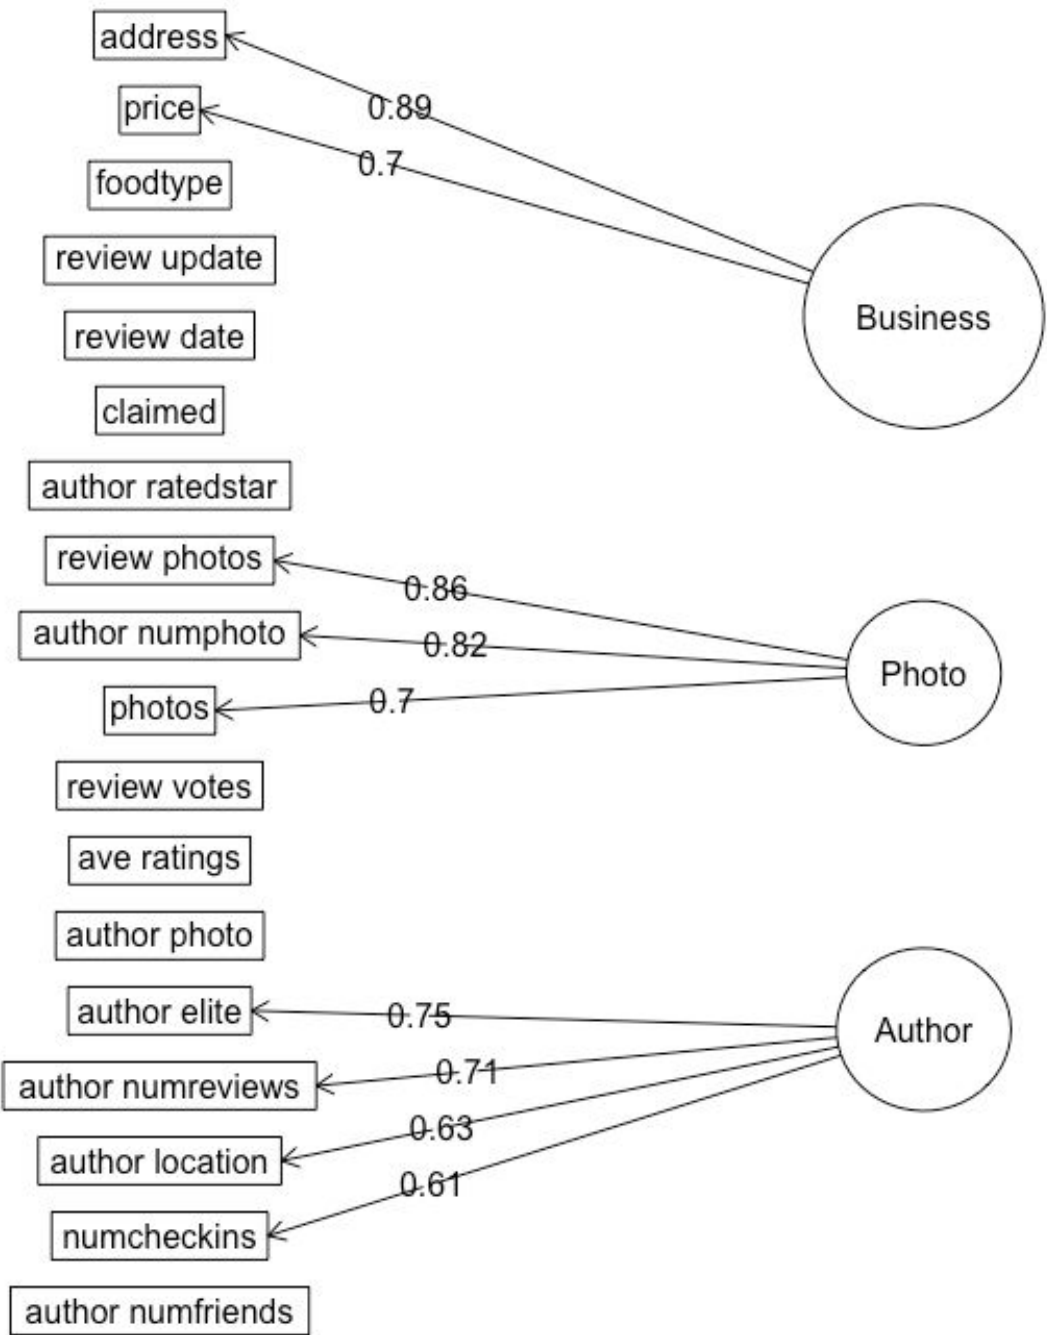 address
0.89
price
0.7
foodtype
review update
review date
Business
claimed
author ratedstar
review photos
0.86
author numphoto
0.82
Photo
photos
0.7
review votes
ave ratings
author photo
author elite
0.75
Author
author numreviews
0.71
author location
0.63
numcheckins
0.61
author numfriends